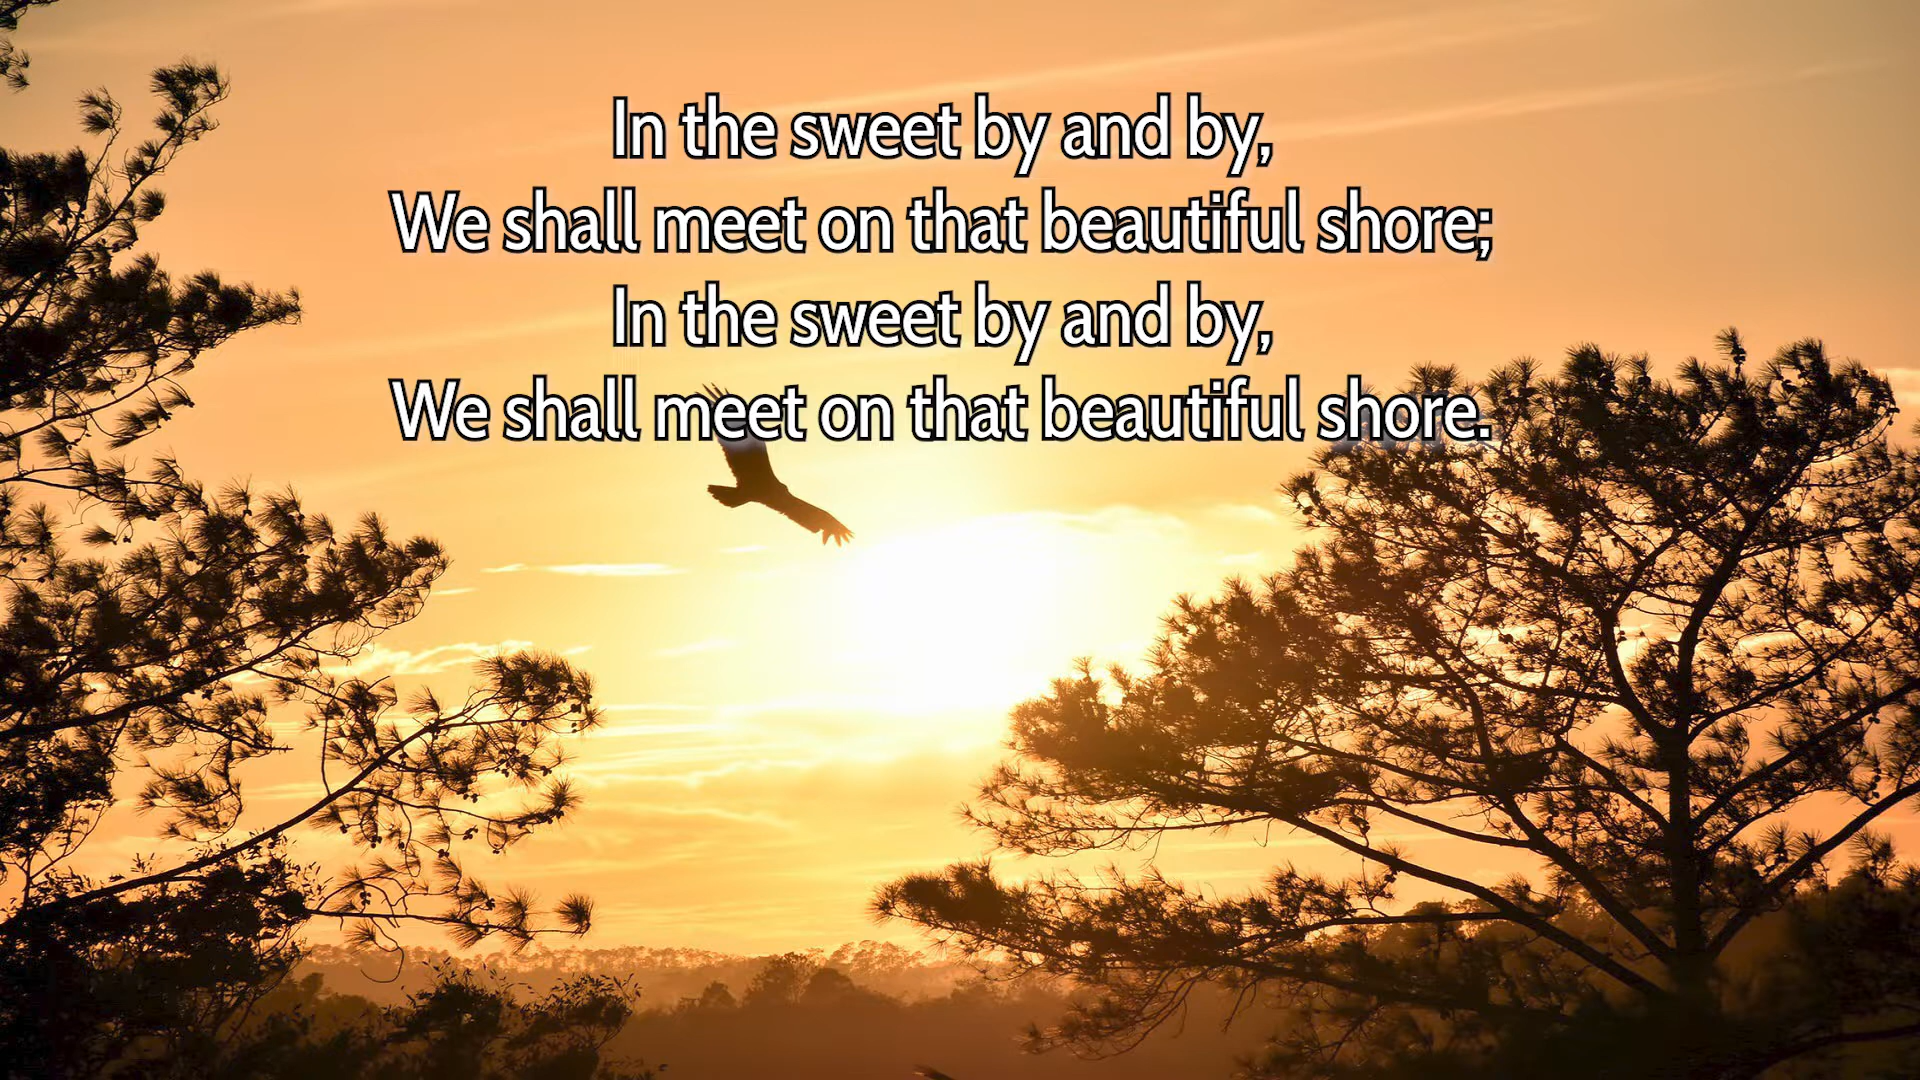 In the sweet by and by,
We shall meet on that beautiful shore;
In the sweet by and by,
We shall meet on that beautiful shore.